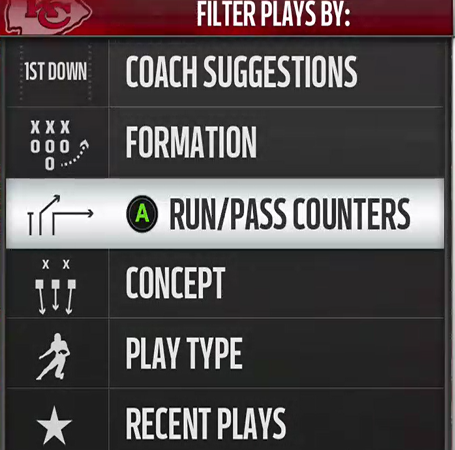 FILTER PLAYS BY:
1ST DOWN COACH SUGGESTIONS
X X X
O O O
O
FORMATION
A RUN/PASS COUNTERS
X X
CONCEPT
PLAY TYPE
RECENT PLAYS